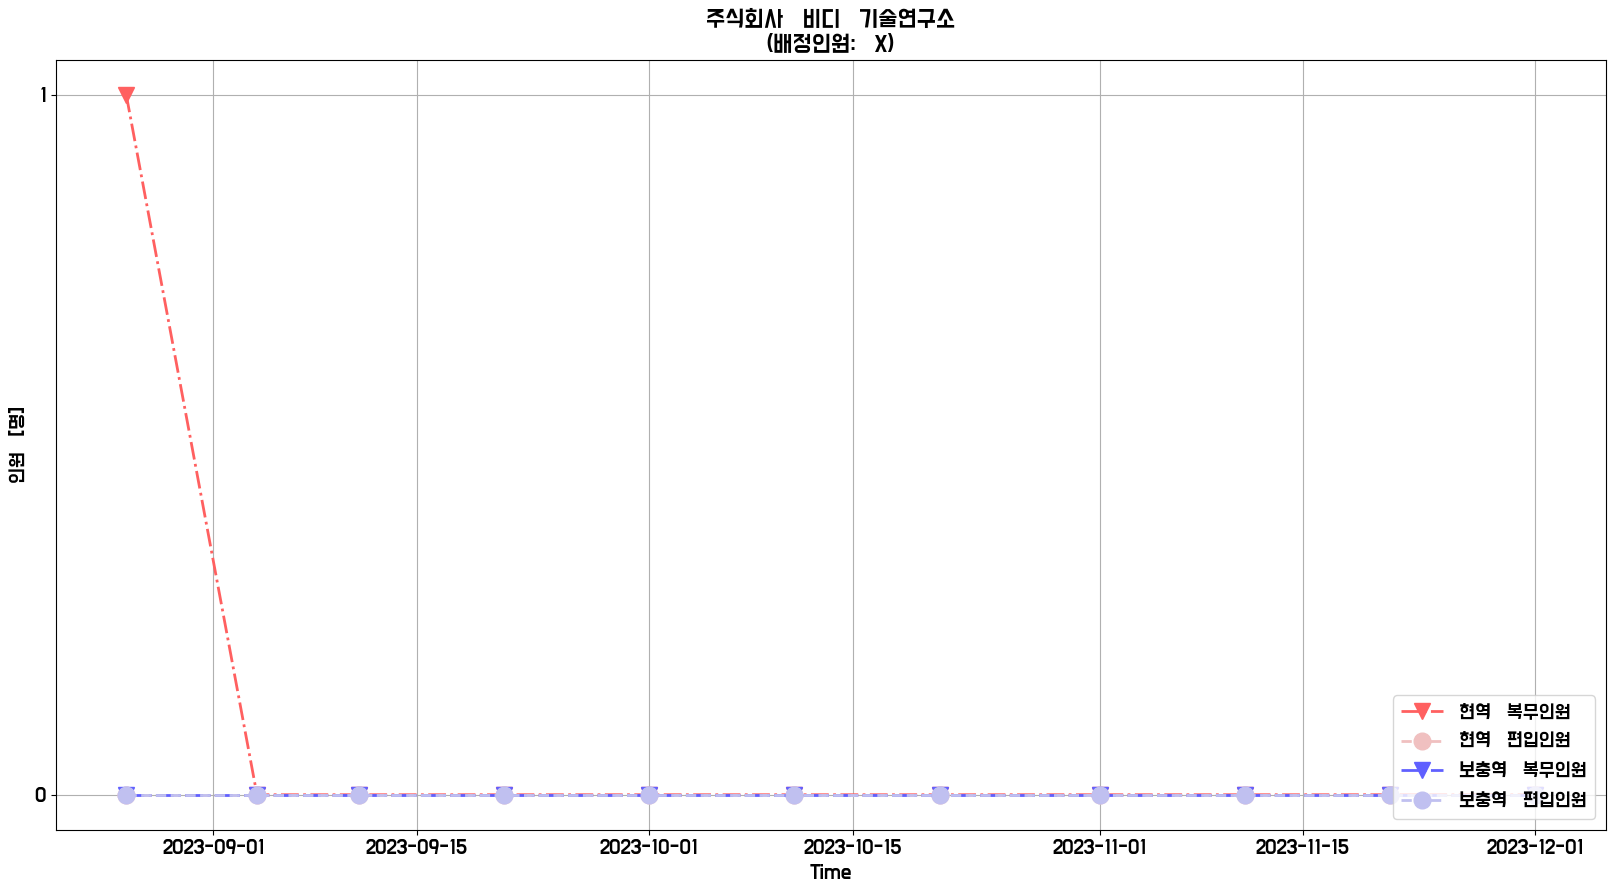 주식회사 비디 기술연구소
(배정인원: X)
1
0
인원 [명]
2023-09-01
2023-09-15
2023-10-01
2023-10-15
2023-11-01
2023-11-15
2023-12-01
Time
현역 복무인원
현역 편입인원
보충역 복무인원
보충역 편입인원